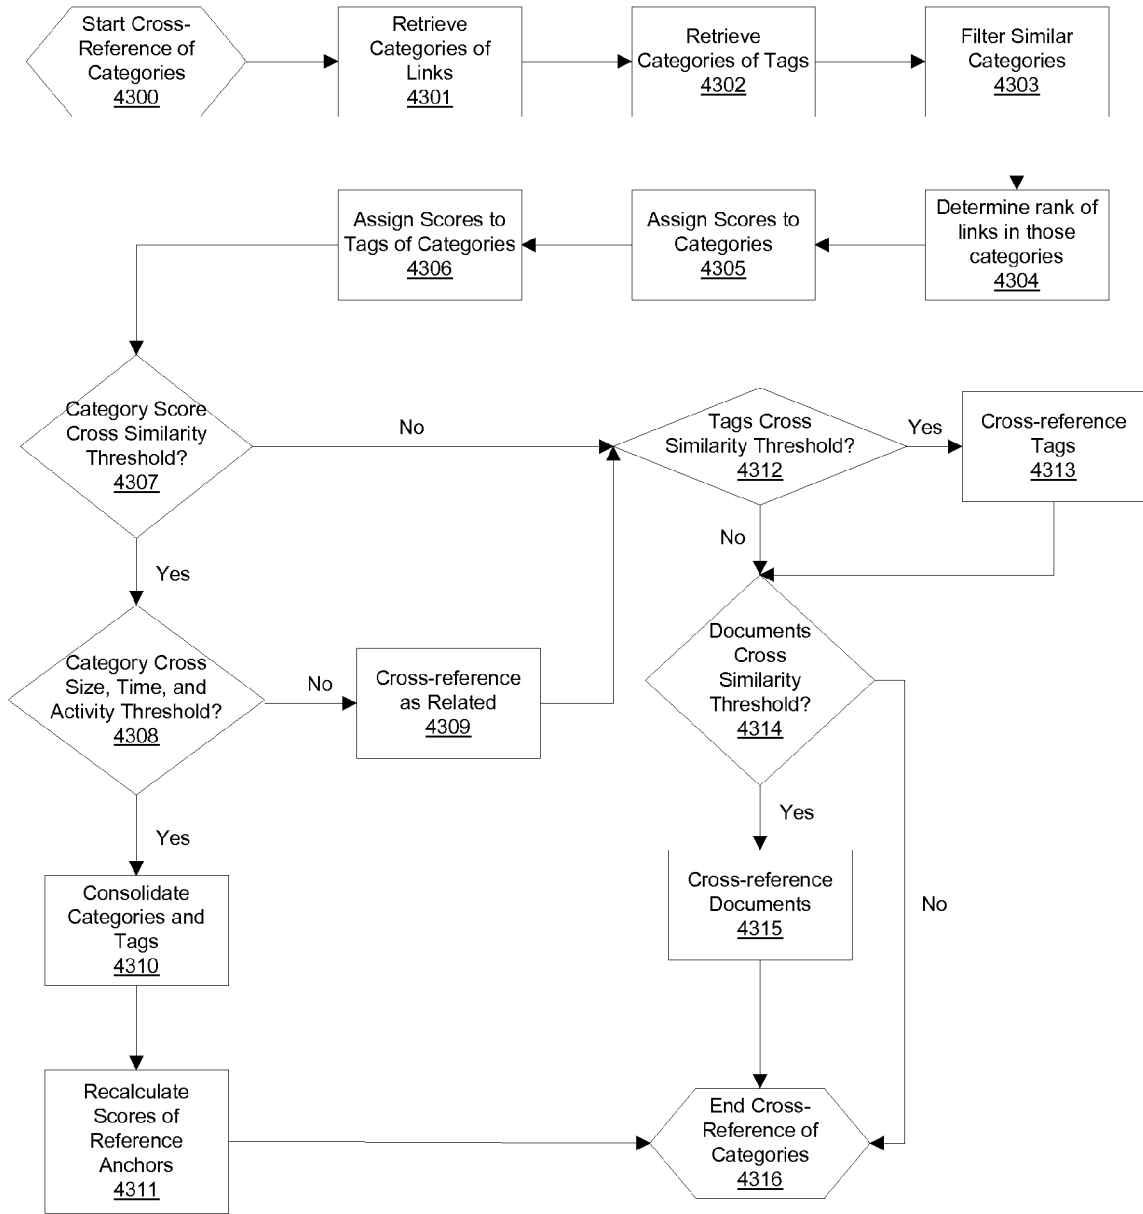 Start Cross-
Reference of
Categories
4300
Retrieve
Categories of
Links
4301
Retrieve
Categories of Tags
4302
Filter Similar
Categories
4303
Determine rank of
links in those
categories
4304
Assign Scores to
Categories
4305
Assign Scores to
Tags of Categories
4306
Category Score
Cross Similarity
Threshold?
4307
No
Yes
Tags Cross
Similarity Threshold?
4312
Yes
No
Cross-reference
Tags
4313
Category Cross
Size, Time, and
Activity Threshold?
4308
No
Yes
Cross-reference
as Related
4309
Documents
Cross
Similarity
Threshold?
4314
Yes
No
Consolidate
Categories and
Tags
4310
Cross-reference
Documents
4315
Recalculate
Scores of
Reference
Anchors
4311
End Cross-
Reference of
Categories
4316